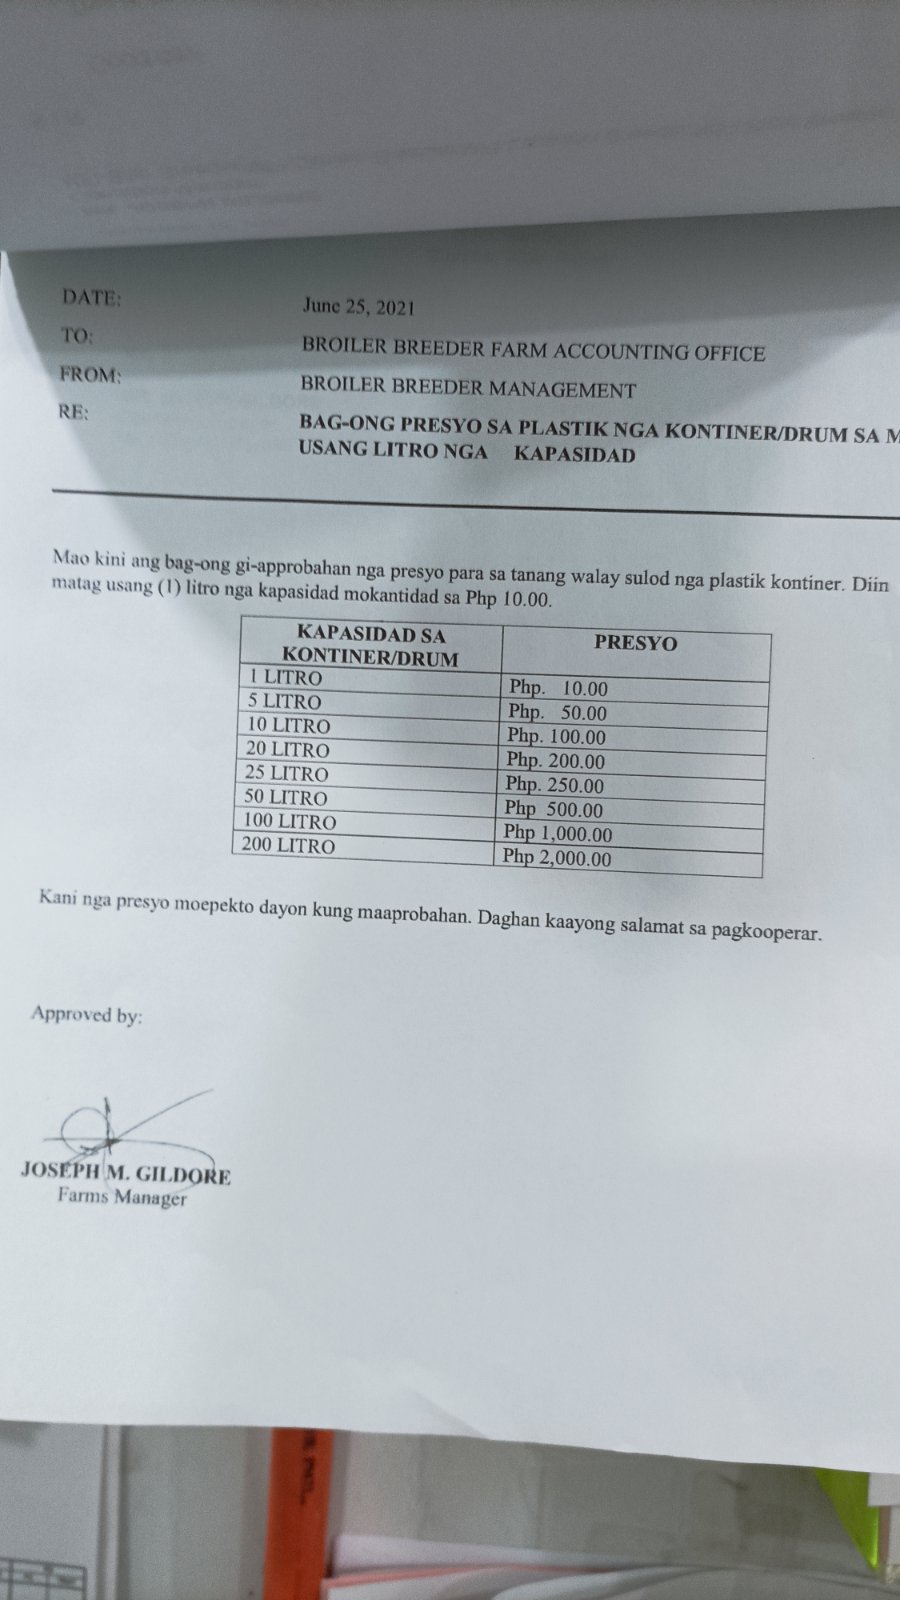 DATE: June 25, 2021
TO: BROILER BREEDER FARM ACCOUNTING OFFICE
FROM: BROILER BREEDER MANAGEMENT
RE: BAG-ONG PRESYO SA PLASTIK NGA KONTINER/DRUM SA
USANG LITRO NGA KAPASIDAD
Mao kini ang bag-ong gi-approbahan nga presyo para sa tanang walay sulod nga plastik kontiner. Diin
matag usang (1) litro nga kapasidad mokantidad sa Php 10.00.
KAPASIDAD SA KONTINER/DRUM PRESYO
1 LITRO Php. 10.00
5 LITRO Php. 50.00
10 LITRO Php. 100.00
20 LITRO Php. 200.00
25 LITRO Php. 250.00
50 LITRO Php 500.00
100 LITRO Php 1,000.00
200 LITRO Php 2,000.00
Kani nga presyo moepekto dayon kung maaprobahan. Daghan kaayong salamat sa pagkooperar.
Approved by:
JOSEPH M. GILDORE
Farms Manager